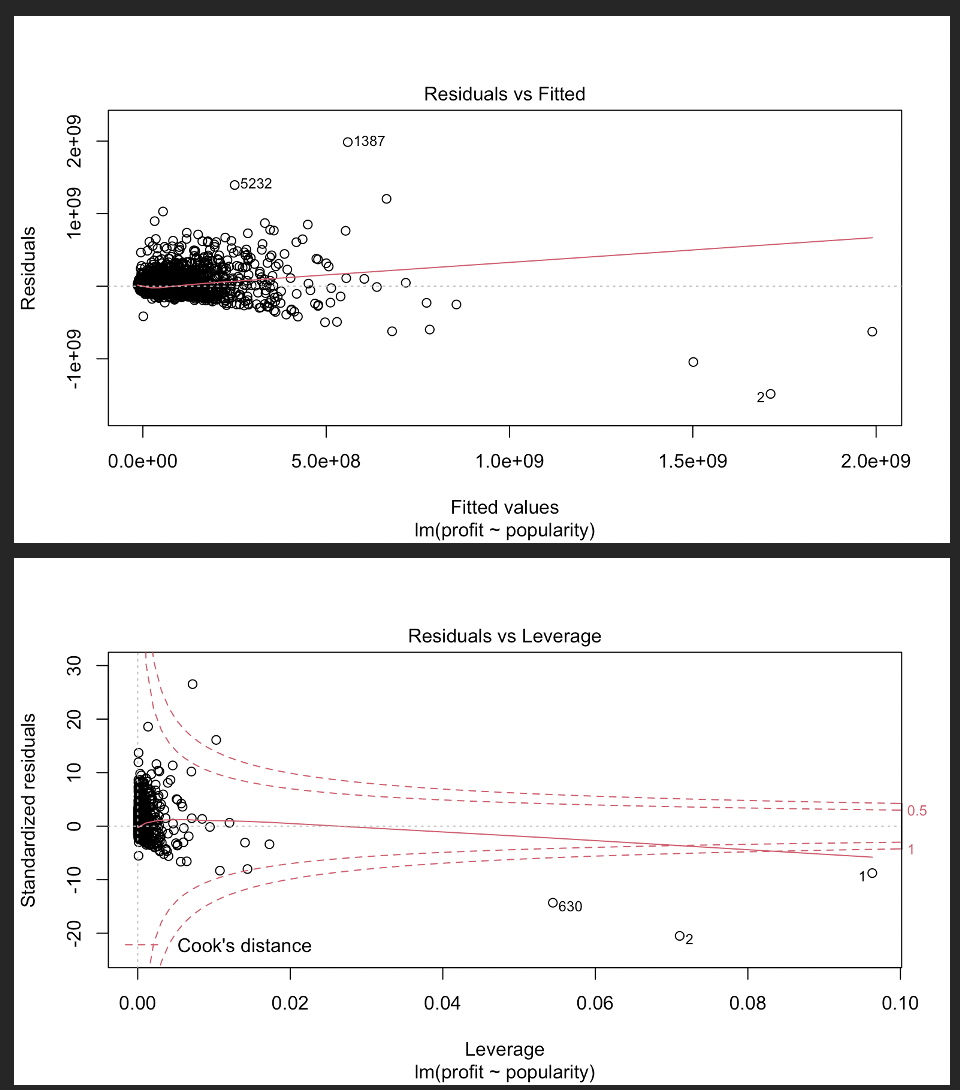 Residuals vs Fitted
Residuals
2e+09
1e+09
-1e+09
1387
5232
2
0.0e+00 5.0e+08 1.0e+09 1.5e+09 2.0e+09
Fitted values
lm(profit ~ popularity)
Residuals vs Leverage
Standardized residuals
30
20
10
0
-10
-20
0.5
1
1
630
2
Cook's distance
0.00 0.02 0.04 0.06 0.08 0.10
Leverage
lm(profit ~ popularity)